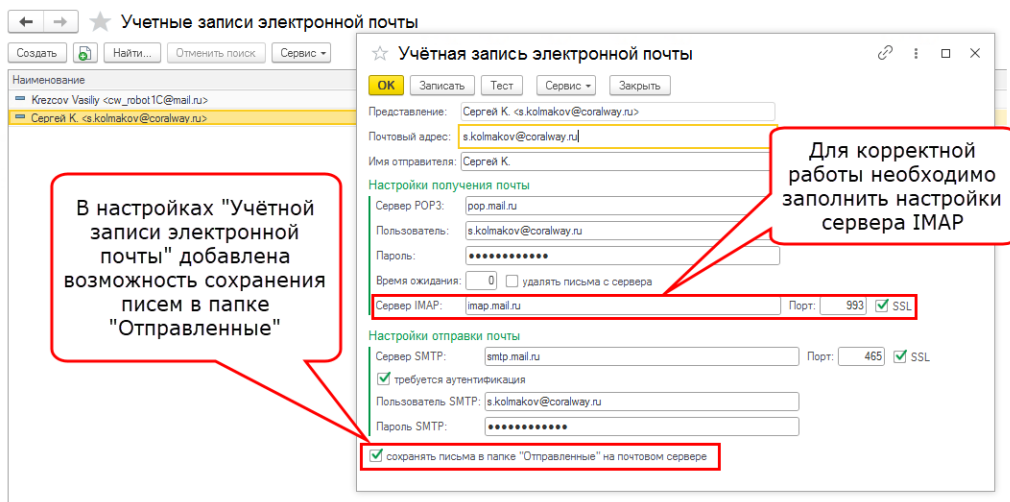 Учетные записи электронной почты
Создать Найти... Отменить поиск Сервис
Наименование
Krezcov Vasiliy <cw_robot1C@mail.ru>
Сергей К. <s.kolmakov@coralway.ru>
В настройках "Учётной
записи электронной
почты" добавлена
возможность сохранения
писем в папке
"Отправленные"
Учётная запись электронной почты
ОК Записать Тест Сервис Закрыть
Представление: Сергей К. <s.kolmakov@coralway.ru>
Почтовый адрес: s.kolmakov@coralway.ru
Имя отправителя: Сергей К.
Настройки получения почты
Сервер POP3: pop.mail.ru
Пользователь: s.kolmakov@coralway.ru
Пароль: ••••••••••••
Время ожидания: 0 удалять письма с сервера
Сервер IMAP: imap.mail.ru Порт: 993 SSL
Настройки отправки почты
Сервер SMTP: smtp.mail.ru Порт: 465 SSL
требуется аутентификация
Пользователь SMTP: s.kolmakov@coralway.ru
Пароль SMTP: ••••••••••••
сохранять письма в папке "Отправленные" на почтовом сервере
Для корректной
работы необходимо
заполнить настройки
сервера IMAP